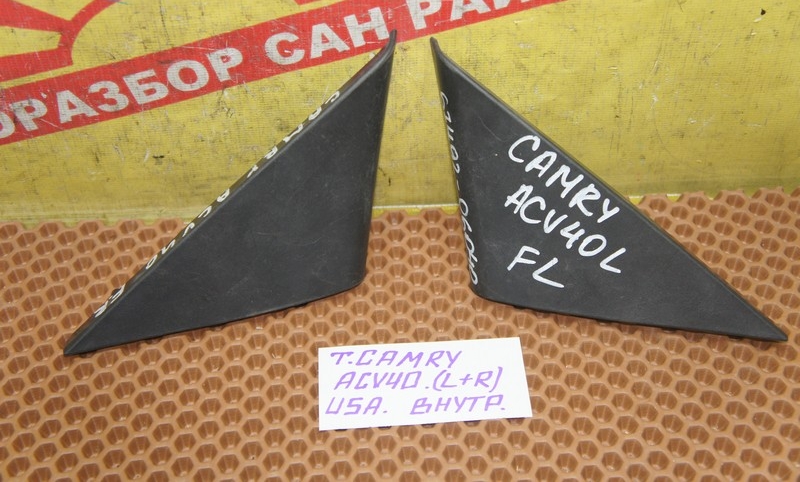 ОРАЗБОР САН РАЙ
CAMRY
ACV40L
FL
T.CAMRY
ACV40.(L+R)
USA. ВНУТР.